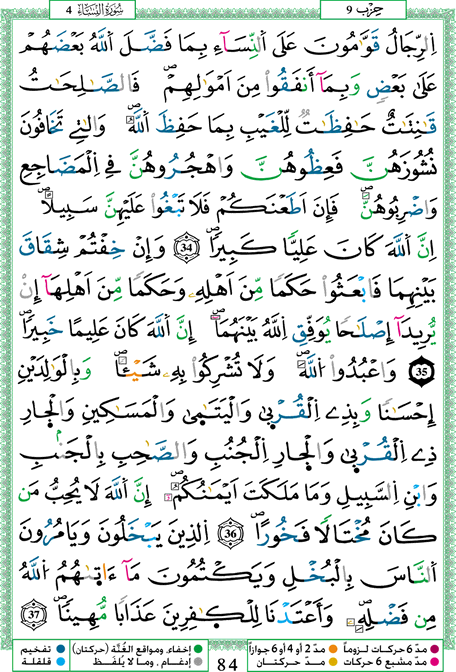 حِزْب 9
سُورَةُ النِّسَاءِ 4
اِ۬لرِّجَالُ قَوَّٰمُونَ عَلَى اَ۬لنِّسَآءِ بِمَا فَضَّلَ اَ۬للَّهُ بَعْضَهُمْ
عَلَىٰ بَعْضٖ وَبِمَآ أَنفَقُواْ مِنَ اَمْوَٰلِهِمْۖ فَالصَّٰلِحَٰتُ
قَٰنِتَٰتٌ حَٰفِظَٰتٞ لِّلْغَيْبِ بِمَا حَفِظَ اَ۬للَّهُۖ وَالتِے تَخَافُونَ
نُشُوزَهُنَّ فَعِظُوهُنَّ وَاهْجُرُوهُنَّ فِے اِ۬لْمَضَاجِعِ
وَاضْرِبُوهُنَّۖ فَإِنَ اَطَعْنَكُمْ فَلَا تَبْغُواْ عَلَيْهِنَّ سَبِيلاًۖ
اِنَّ اَ۬للَّهَ كَانَ عَلِيّاٗ كَبِيراٗۖ 34 وَإِنْ خِفْتُمْ شِقَاقَ
بَيْنِهِمَا فَابْعَثُواْ حَكَماٗ مِّنَ اَهْلِهِۦ وَحَكَماٗ مِّنَ اَهْلِهَآ إِنْ
يُّرِيدَآ إِصْلَٰحاٗ يُوَفِّقِ اِ۬للَّهُ بَيْنَهُمَآۖ إِنَّ اَ۬للَّهَ كَانَ عَلِيماً خَبِيراٗۖ
35 وَاعْبُدُواْ اُ۬للَّهَۖ وَلَا تُشْرِكُواْ بِهِۦ شَيْـٔاٗۖ وَبِالْوَٰلِدَيْنِ
إِحْسَٰناٗ وَبِذِے اِ۬لْقُرْبَىٰ وَالْيَتَٰمَىٰ وَالْمَسَٰكِينِ وَالْجَارِ
ذِے اِ۬لْقُرْبَىٰ وَالْجَارِ اِ۬لْجُنُبِ وَالصَّاحِبِ بِالْجَنۢبِ
وَابْنِ اِ۬لسَّبِيلِ وَمَا مَلَكَتَ اَيْمَٰنُكُمُۥٓۖ إِنَّ اَ۬للَّهَ لَا يُحِبُّ مَن
كَانَ مُخْتَالاٗ فَخُوراٗۖ 36 اِ۬لذِينَ يَبْخَلُونَ وَيَامُرُونَ
اَ۬لنَّاسَ بِالْبُخْلِ وَيَكْتُمُونَ مَآ ءَاتَىٰهُمُ اُ۬للَّهُ
مِن فَضْلِهِۦۖ وَأَعْتَدْنَا لِلْكٰ۪فِرِينَ عَذَاباٗ مُّهِيناٗۖ 37
مدّ 6 حركات لزوماً مدّ 2 أو 4 أو 6 جوازاً إخفاء، ومواقع الغُنَّة (حركتان) تفخيم
مدّ مشبع 6 حركات مدّ حركتان 84 إدغام، وما لا يُلفَظ قلقلة